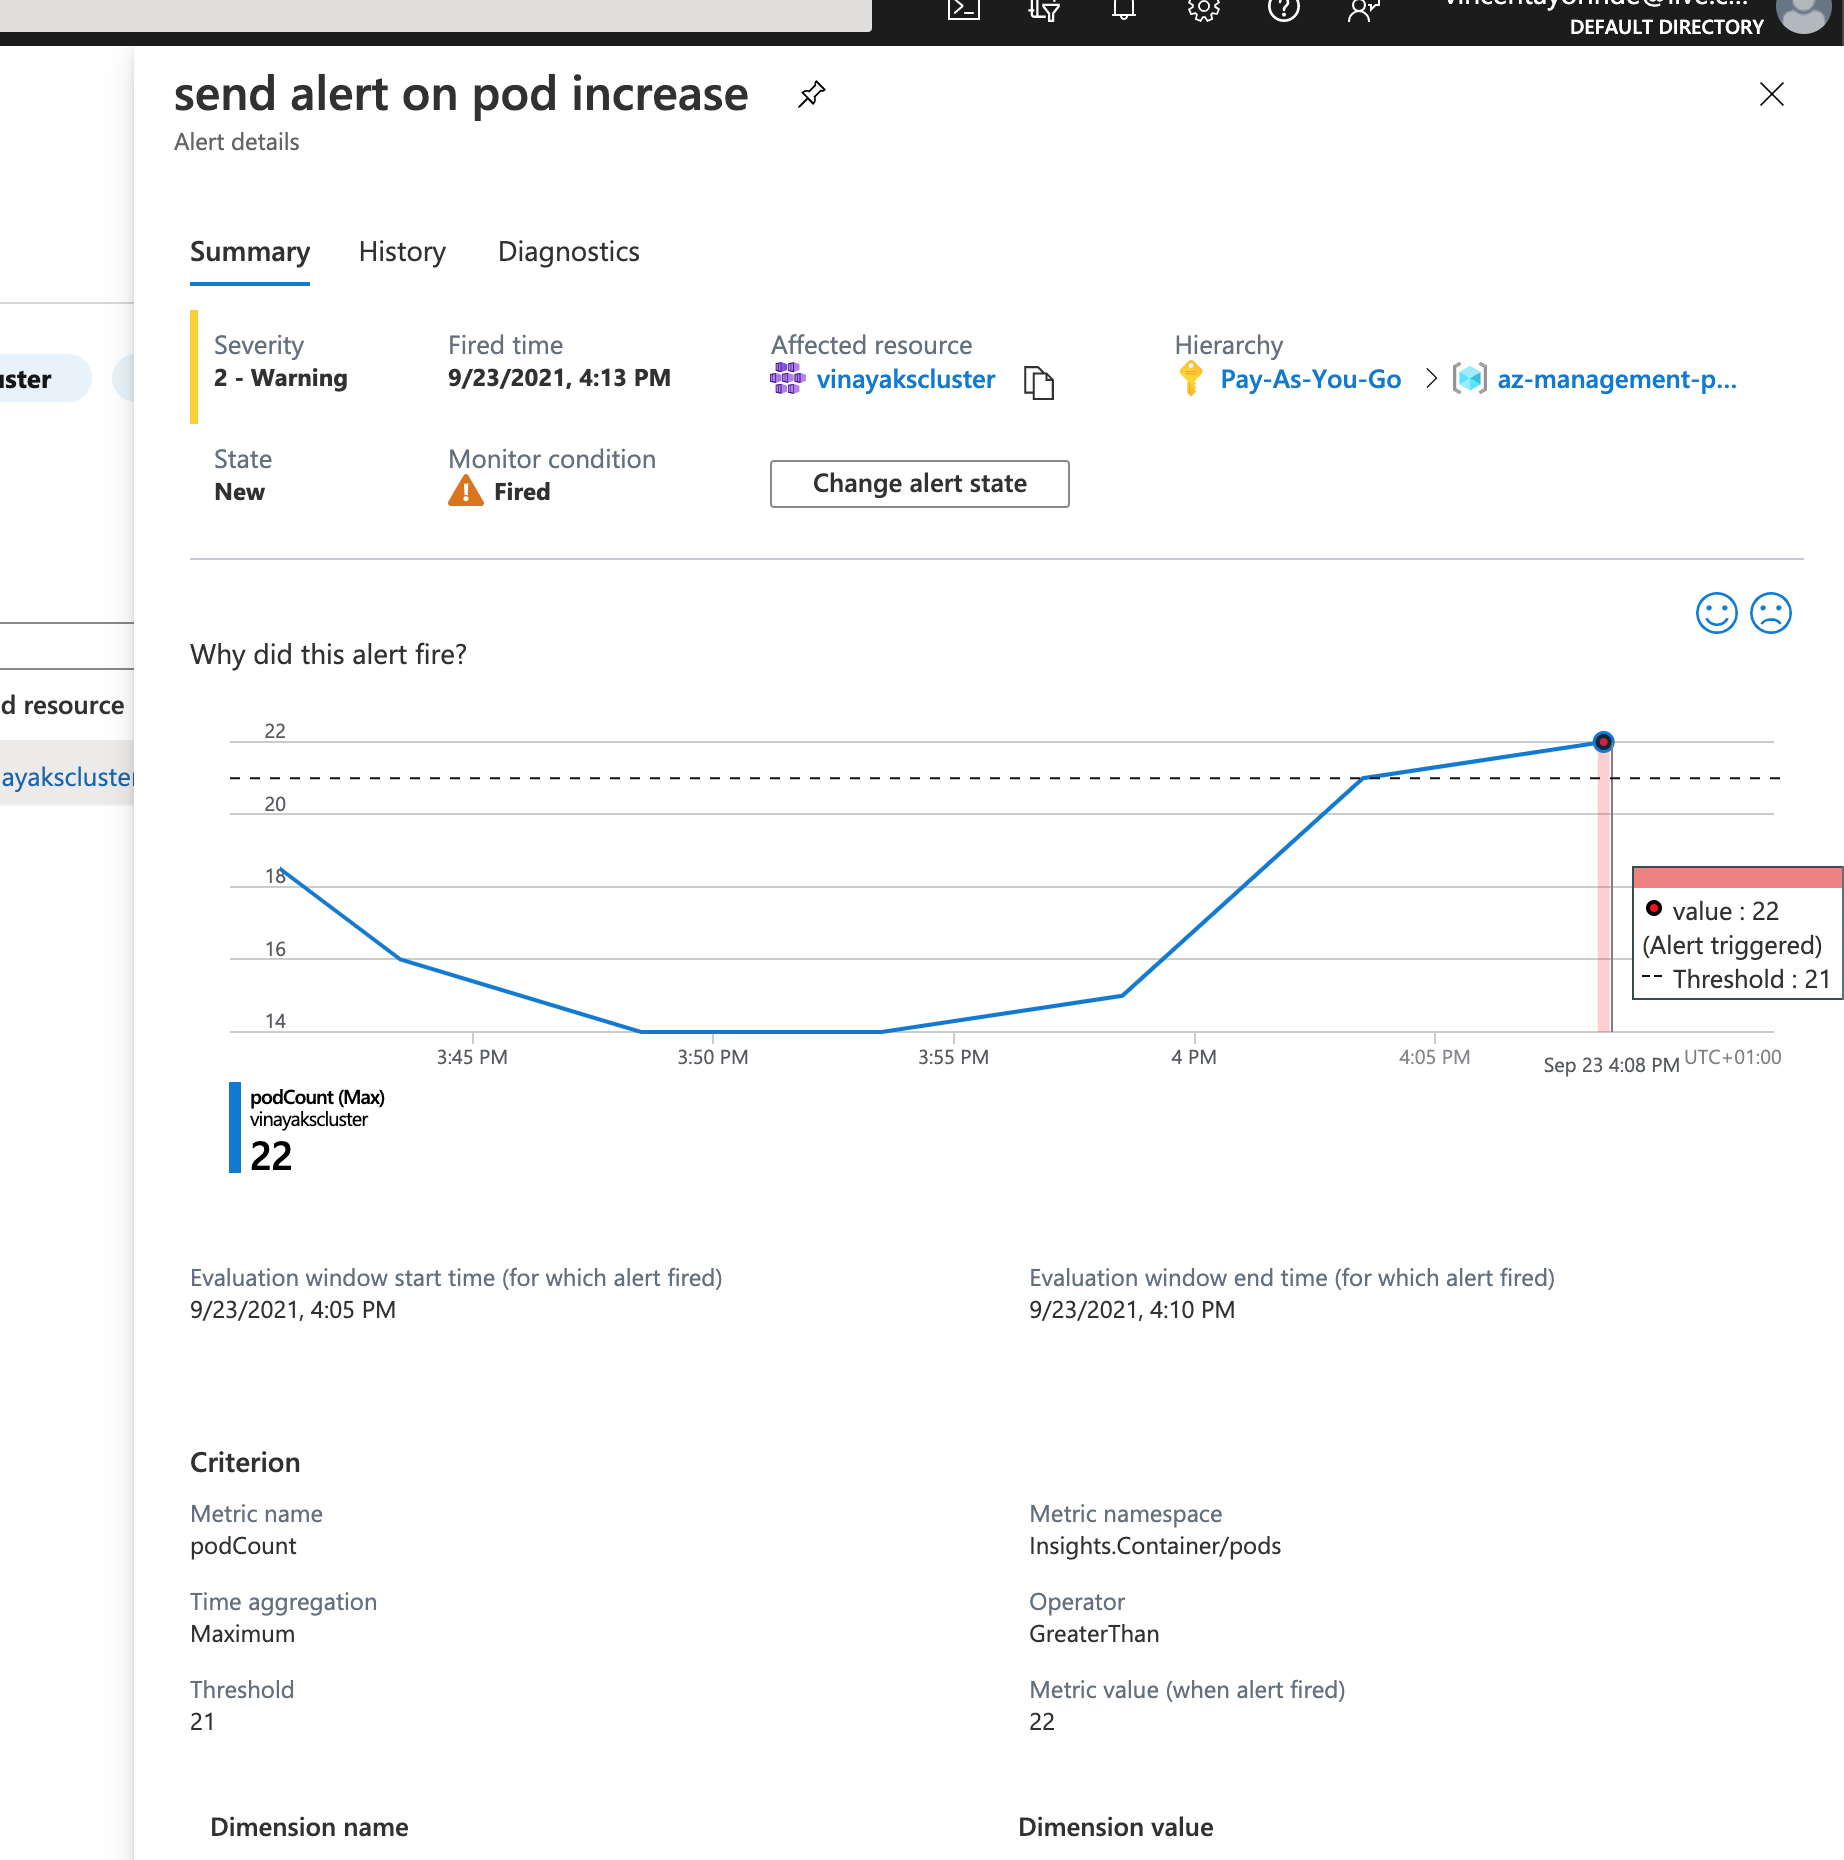 DEFAULT DIRECTORY
send alert on pod increase
Alert details
Summary History Diagnostics
Severity Fired time Affected resource Hierarchy
2 - Warning 9/23/2021, 4:13 PM vinayakscluster Pay-As-You-Go > az-management-p...
State Monitor condition
New Fired Change alert state
Why did this alert fire?
d resource
ayakscluster
22
20
18
16
14
value : 22
(Alert triggered)
-- Threshold : 21
3:45 PM 3:50 PM 3:55 PM 4 PM 4:05 PM Sep 23 4:08 PM UTC+01:00
podCount (Max)
vinayakscluster
22
Evaluation window start time (for which alert fired) Evaluation window end time (for which alert fired)
9/23/2021, 4:05 PM 9/23/2021, 4:10 PM
Criterion
Metric name Metric namespace
podCount Insights.Container/pods
Time aggregation Operator
Maximum GreaterThan
Threshold Metric value (when alert fired)
21 22
Dimension name Dimension value